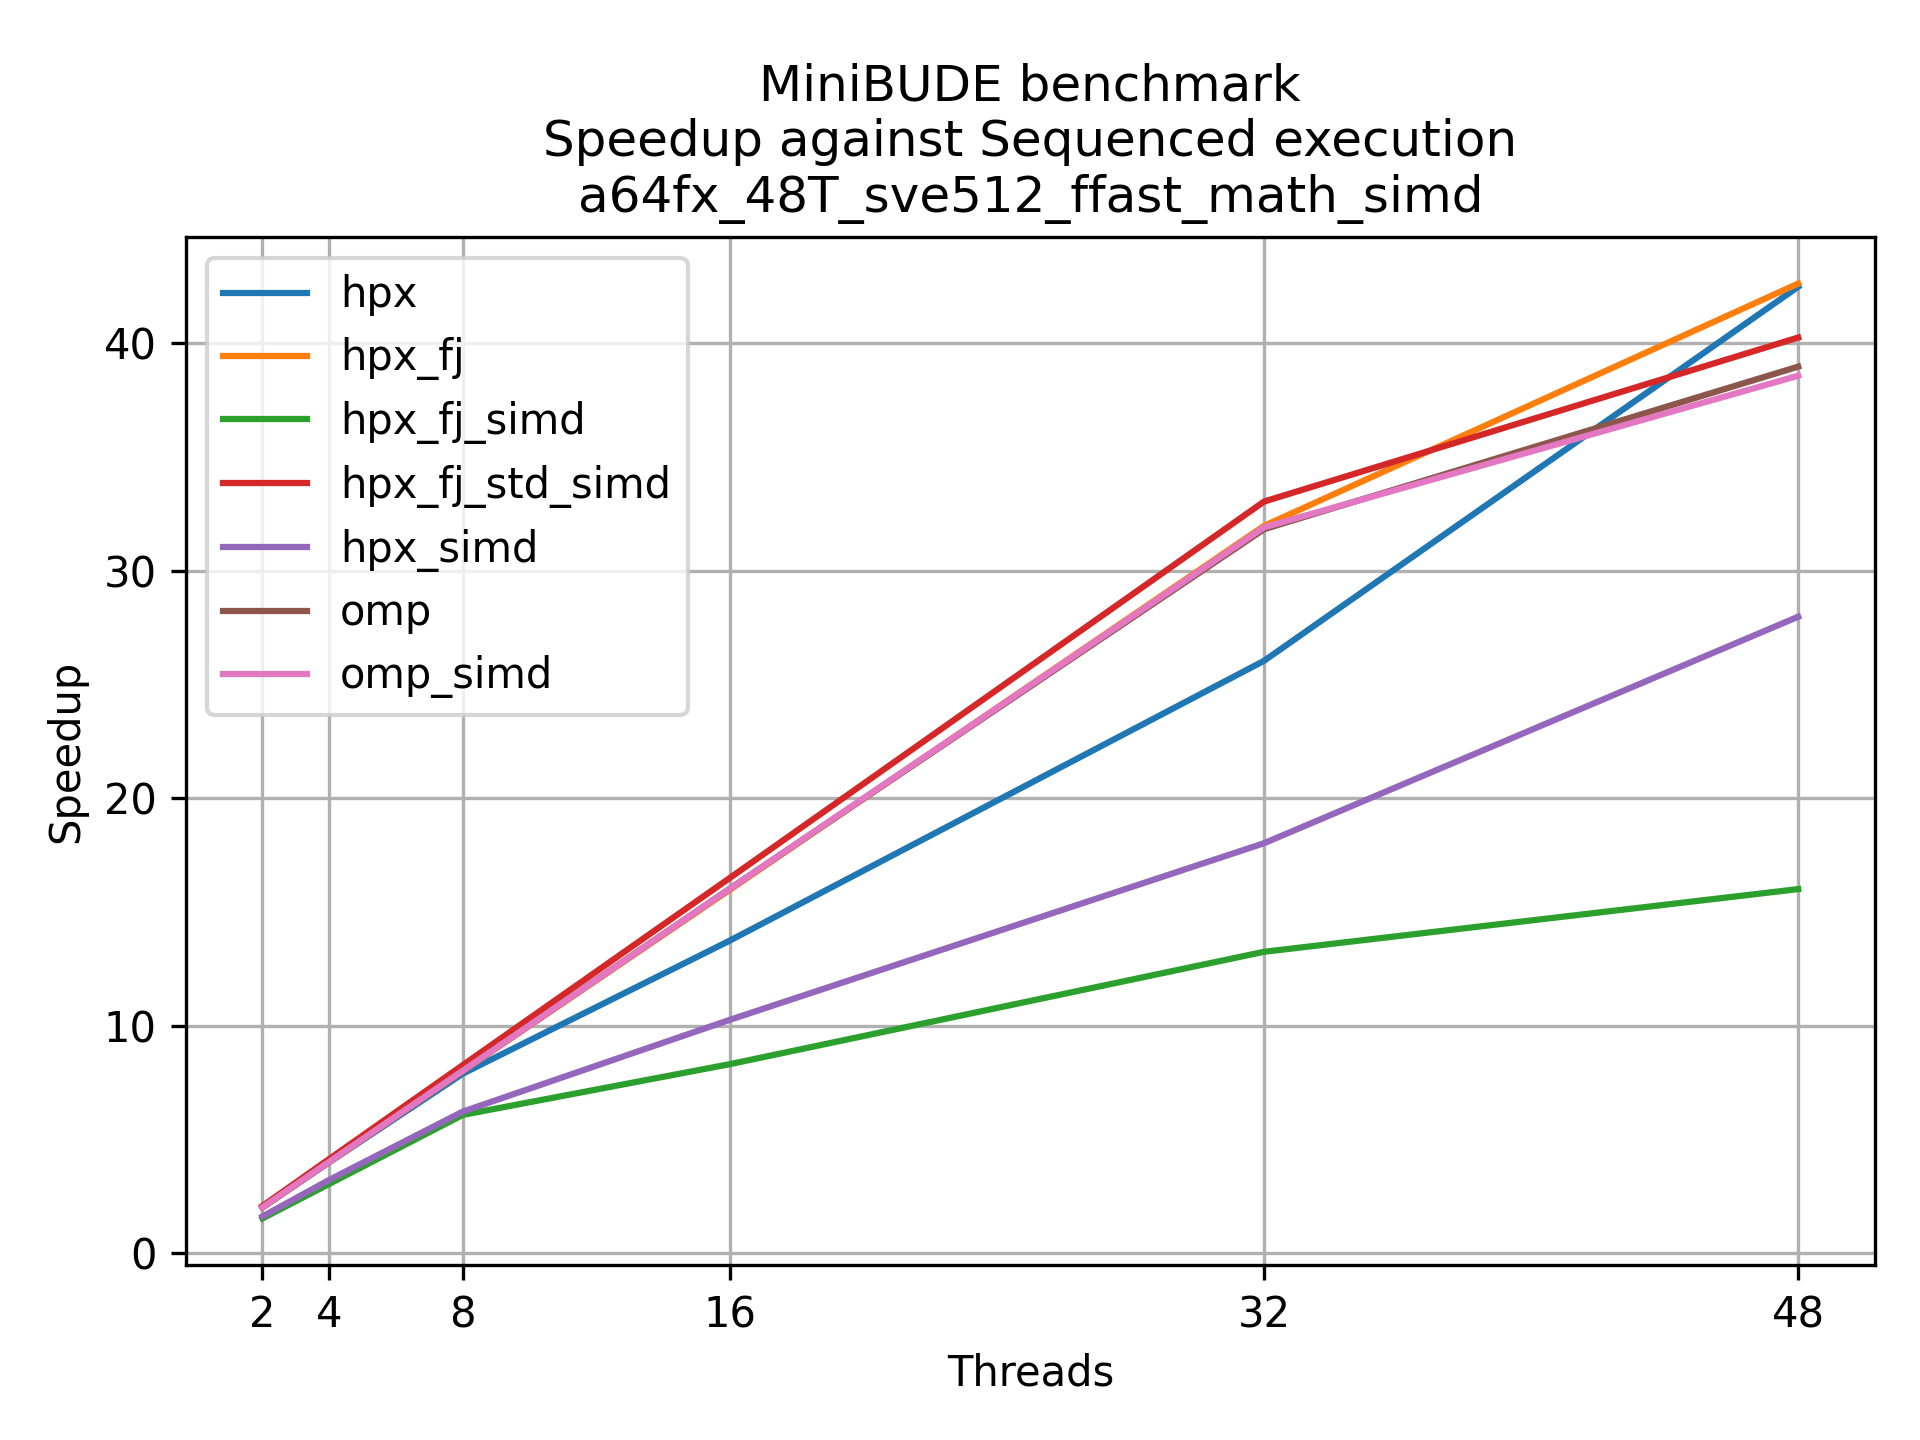 MiniBUDE benchmark
Speedup against Sequenced execution
a64fx_48T_sve512_ffast_math_simd
hpx
hpx_fj
hpx_fj_simd
hpx_fj_std_simd
hpx_simd
omp
omp_simd
Speedup
40
30
20
10
0
2 4 8 16 32 48
Threads